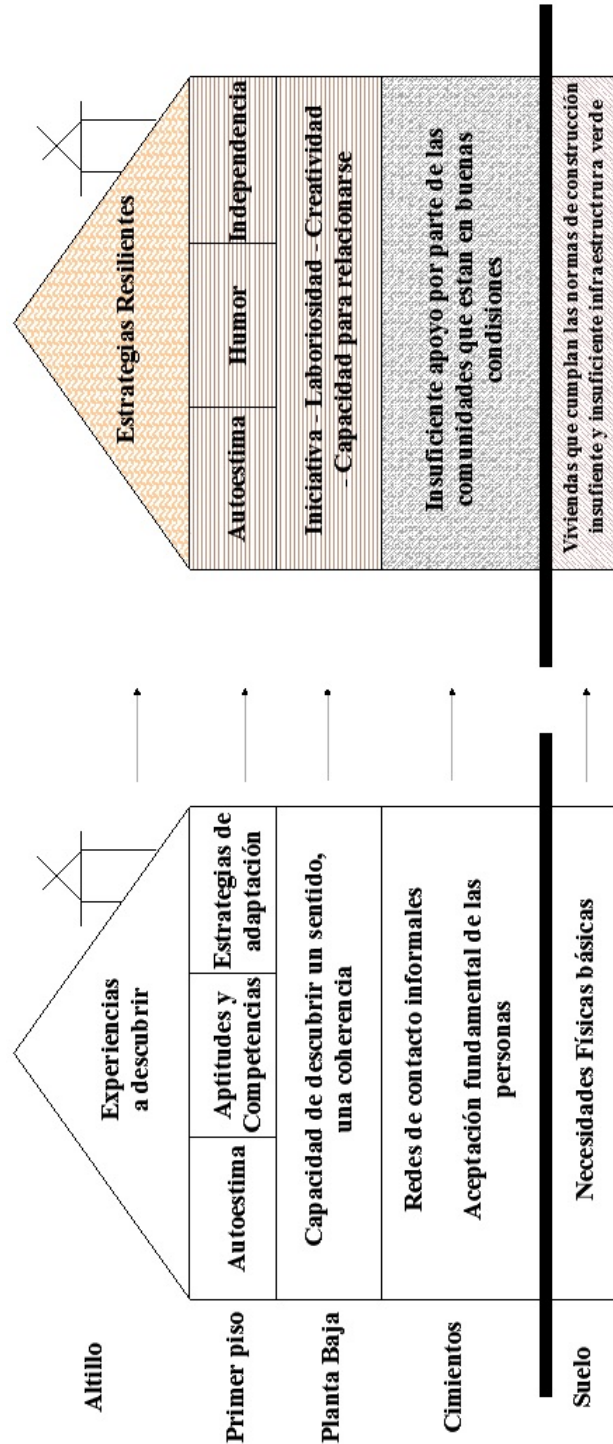 Altillo
Primer piso
Planta Baja
Cimientos
Suelo
Experiencias
a descubrir
Autoestima
Aptitudes y
Competencias
Estrategias de
adaptación
Capacidad de descubrir un sentido,
una coherencia
Redes de contacto informales
Aceptación fundamental de las
personas
Necesidades Físicas básicas
Estrategias Resilientes
Autoestima
Humor
Independencia
Iniciativa - Laboriosidad - Creatividad
- Capacidad para relacionarse
Insuficiente apoyo por parte de las
comunidades que estan en buenas
condisiones
Viviendas que cumplan las normas de construcción
insufiente y insuficiente infraestructrura verde